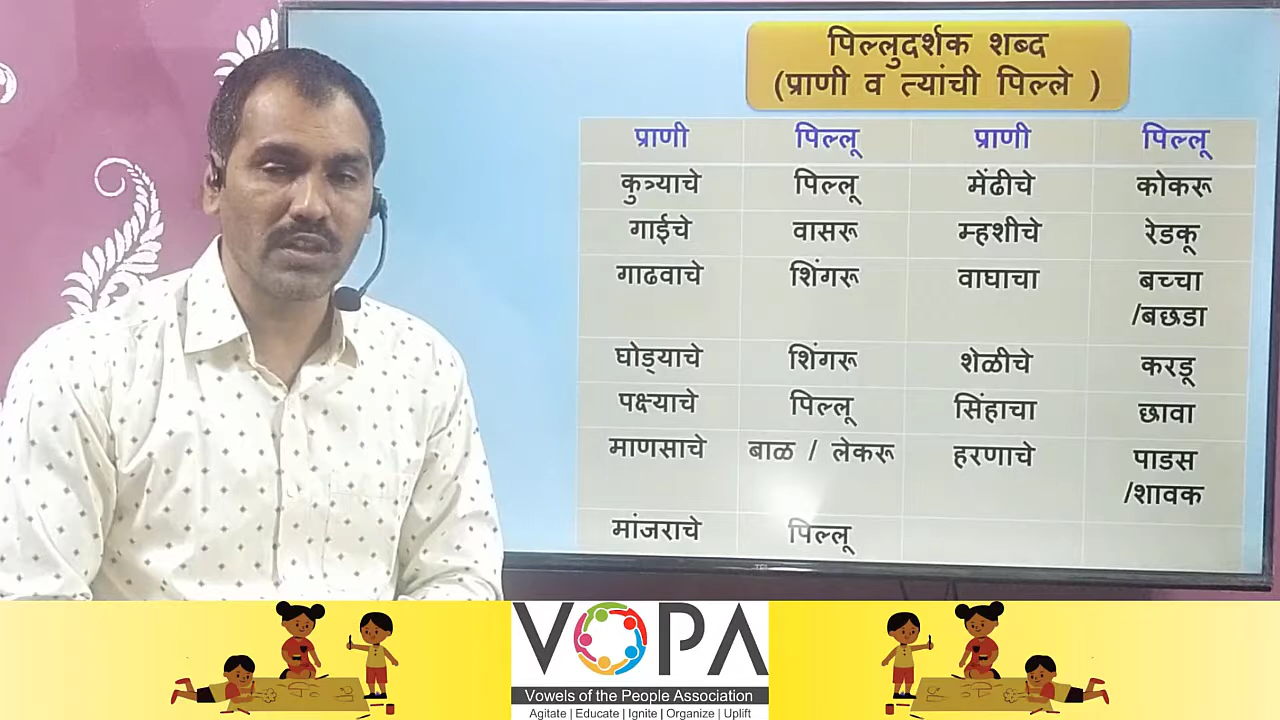 पिल्लुदर्शक शब्द
(प्राणी व त्यांची पिल्ले )
प्राणी पिल्लू प्राणी पिल्लू
कुत्र्याचे पिल्लू मेंढीचे कोकरू
गाईचे वासरू म्हशीचे रेडकू
गाढवाचे शिंगरू वाघाचा बच्चा
/बछडा
घोड्याचे शिंगरू शेळीचे करडू
पक्ष्याचे पिल्लू सिंहाचा छावा
माणसाचे बाळ / लेकरू हरणाचे पाडस
/शावक
मांजराचे पिल्लू
VOPA
Vowels of the People Association
Agitate | Educate | Ignite | Organize | Uplift